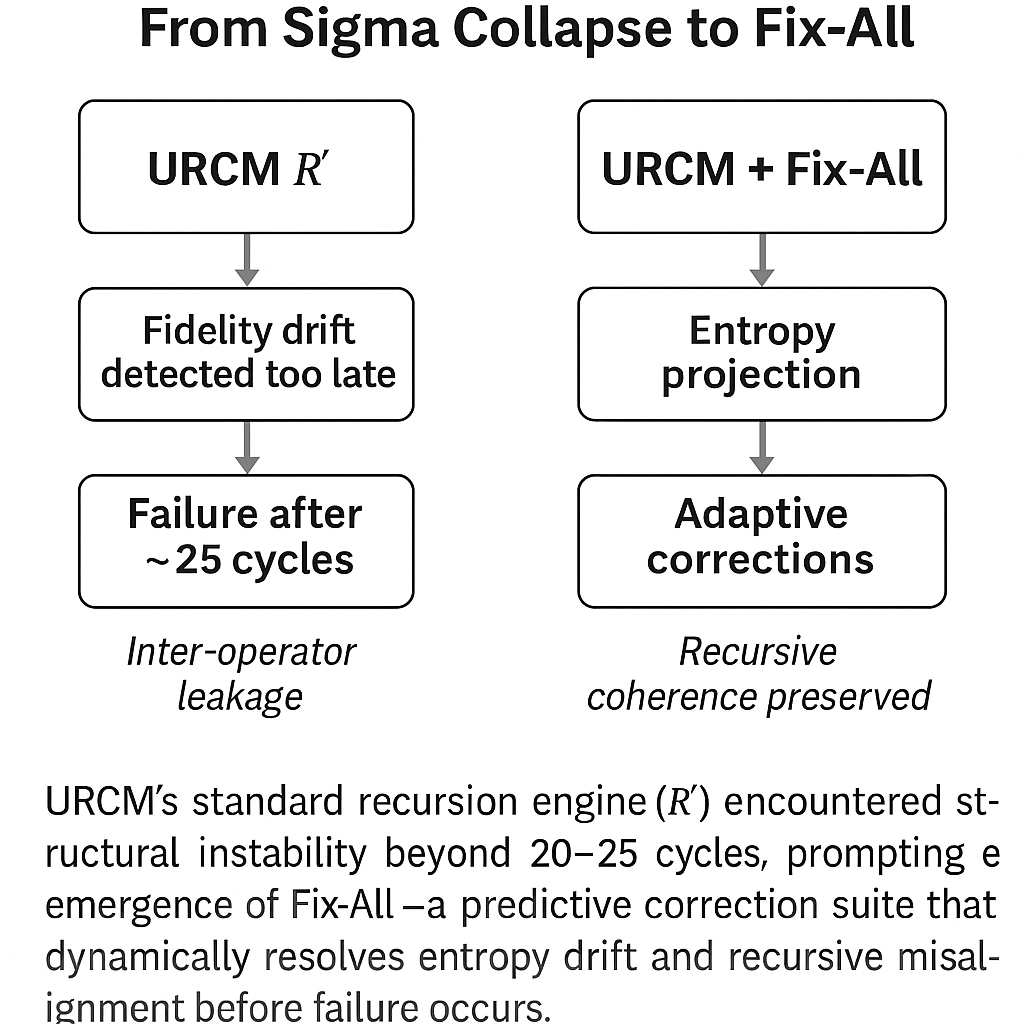 From Sigma Collapse to Fix-All
URCM R′
Fidelity drift
detected too late
Failure after
~25 cycles
Inter-operator
leakage
URCM + Fix-All
Entropy
projection
Adaptive
corrections
Recursive
coherence preserved
URCM’s standard recursion engine (R′) encountered st-
ructural instability beyond 20–25 cycles, prompting e
emergence of Fix-All –a predictive correction suite that
dynamically resolves entropy drift and recursive misal-
ignment before failure occurs.